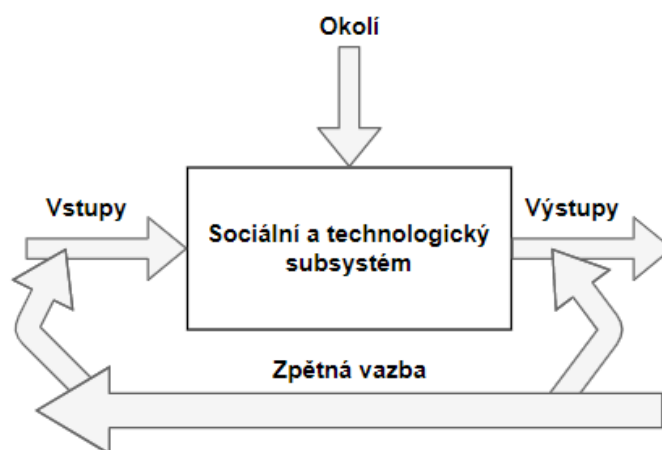 Okolí
Vstupy
Výstupy
Sociální a technologický
subsystém
Zpětná vazba